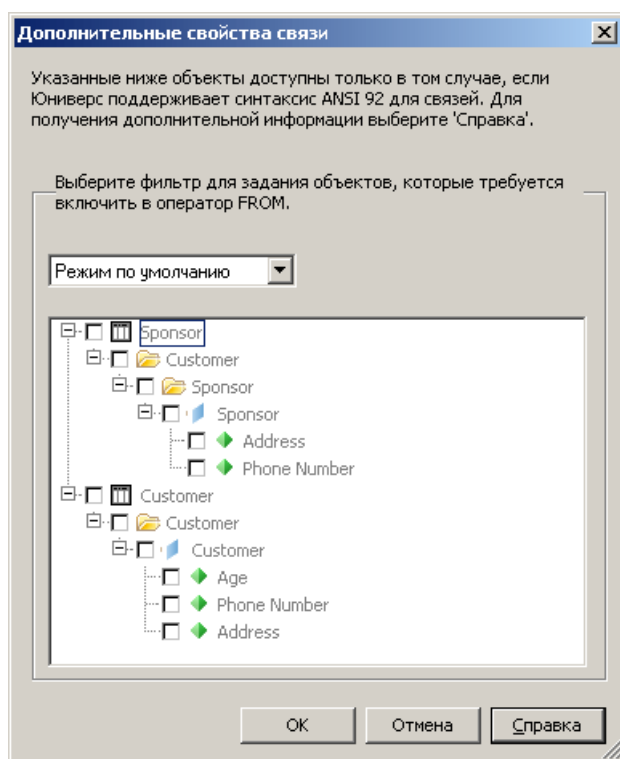 Дополнительные свойства связи
Указанные ниже объекты доступны только в том случае, если
Юниверс поддерживает синтаксис ANSI 92 для связей. Для
получения дополнительной информации выберите 'Справка'.
Выберите фильтр для задания объектов, которые требуется
включить в оператор FROM.
Режим по умолчанию
Sponsor
Customer
Sponsor
Sponsor
Address
Phone Number
Customer
Customer
Customer
Age
Phone Number
Address
OK
Отмена
Справка